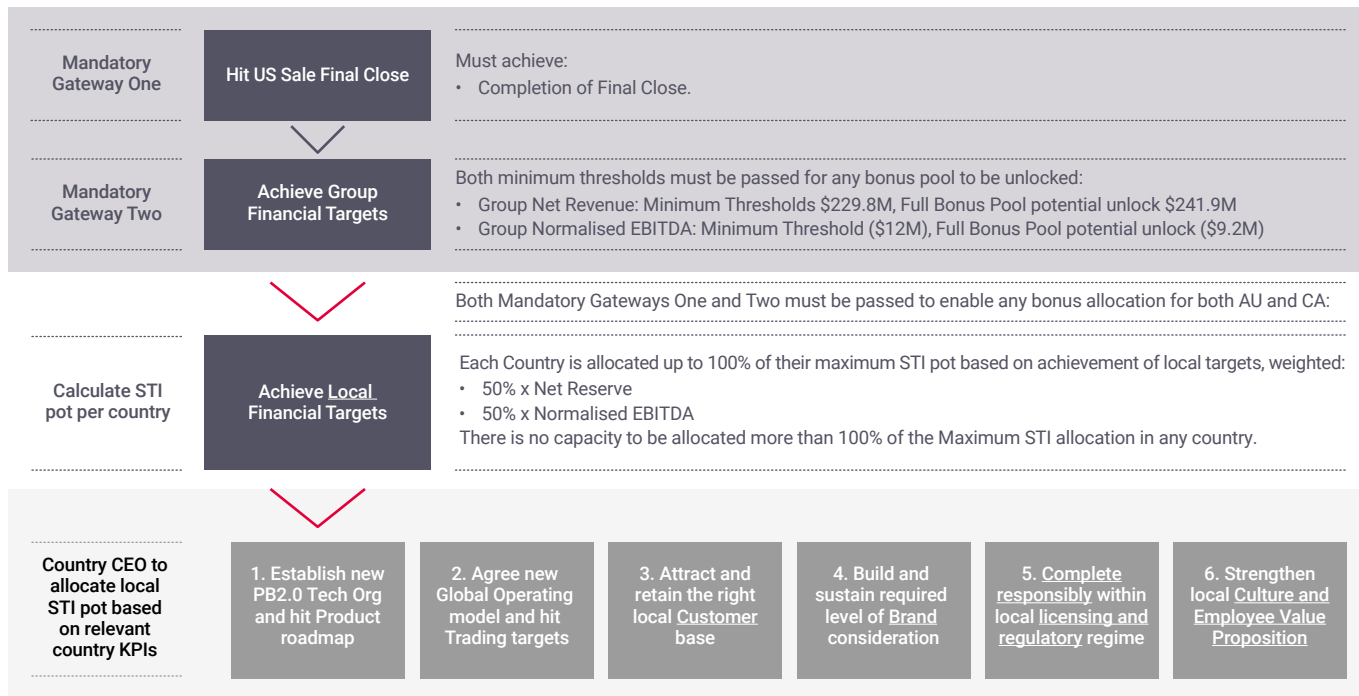 Mandatory
Gateway One
Hit US Sale Final Close
Must achieve:
• Completion of Final Close.
Mandatory
Gateway Two
Achieve Group
Financial Targets
Both minimum thresholds must be passed for any bonus pool to be unlocked:
• Group Net Revenue: Minimum Thresholds $229.8M, Full Bonus Pool potential unlock $241.9M
• Group Normalised EBITDA: Minimum Threshold ($12M), Full Bonus Pool potential unlock ($9.2M)
Both Mandatory Gateways One and Two must be passed to enable any bonus allocation for both AU and CA:
Calculate STI
pot per country
Achieve Local
Financial Targets
Each Country is allocated up to 100% of their maximum STI pot based on achievement of local targets, weighted:
• 50% x Net Reserve
• 50% x Normalised EBITDA
There is no capacity to be allocated more than 100% of the Maximum STI allocation in any country.
Country CEO to
allocate local
STI pot based
on relevant
country KPIs
1. Establish new
PB2.0 Tech Org
and hit Product
roadmap
2. Agree new
Global Operating
model and hit
Trading targets
3. Attract and
retain the right
local Customer
base
4. Build and
sustain required
level of Brand
consideration
5. Complete
responsibly within
local licensing and
regulatory regime
6. Strengthen
local Culture and
Employee Value
Proposition